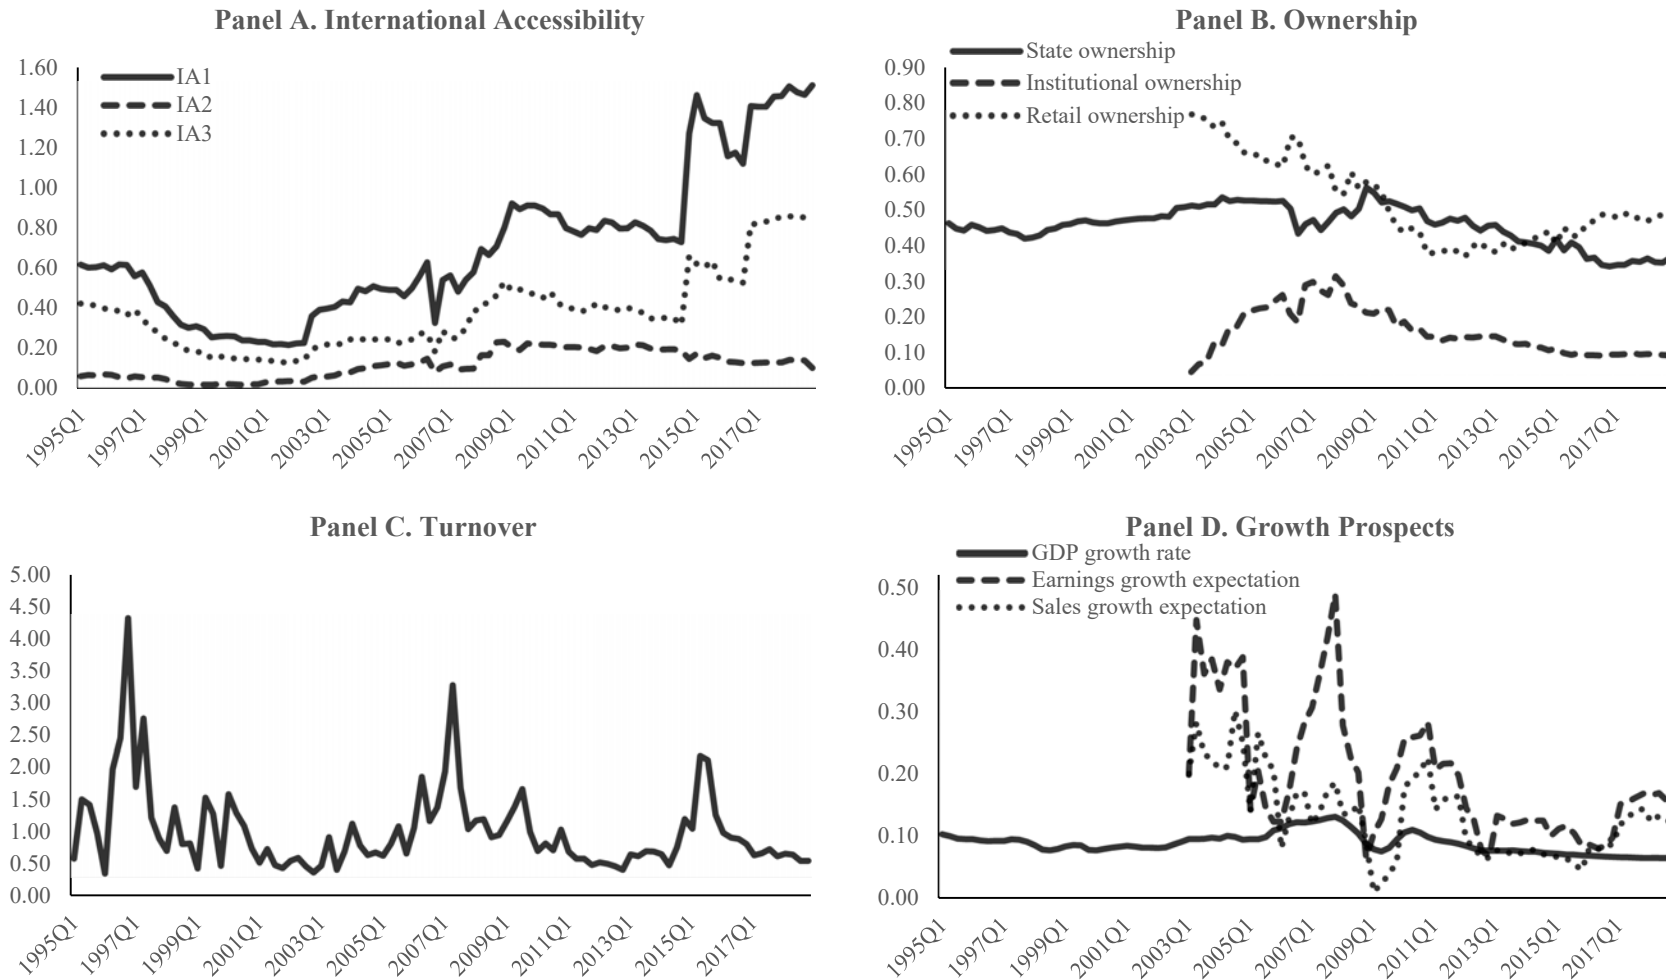 Panel A. International Accessibility
IA1
IA2
IA3
1.60
1.40
1.20
1.00
0.80
0.60
0.40
0.20
0.00
1995Q1
1997Q1
1999Q1
2001Q1
2003Q1
2005Q1
2007Q1
2009Q1
2011Q1
2013Q1
2015Q1
2017Q1
Panel B. Ownership
State ownership
Institutional ownership
Retail ownership
0.90
0.80
0.70
0.60
0.50
0.40
0.30
0.20
0.10
0.00
1995Q1
1997Q1
1999Q1
2001Q1
2003Q1
2005Q1
2007Q1
2009Q1
2011Q1
2013Q1
2015Q1
2017Q1
Panel C. Turnover
5.00
4.50
4.00
3.50
3.00
2.50
2.00
1.50
1.00
0.50
0.00
1995Q1
1997Q1
1999Q1
2001Q1
2003Q1
2005Q1
2007Q1
2009Q1
2011Q1
2013Q1
2015Q1
2017Q1
Panel D. Growth Prospects
GDP growth rate
Earnings growth expectation
Sales growth expectation
0.50
0.40
0.30
0.20
0.10
0.00
1995Q1
1997Q1
1999Q1
2001Q1
2003Q1
2005Q1
2007Q1
2009Q1
2011Q1
2013Q1
2015Q1
2017Q1